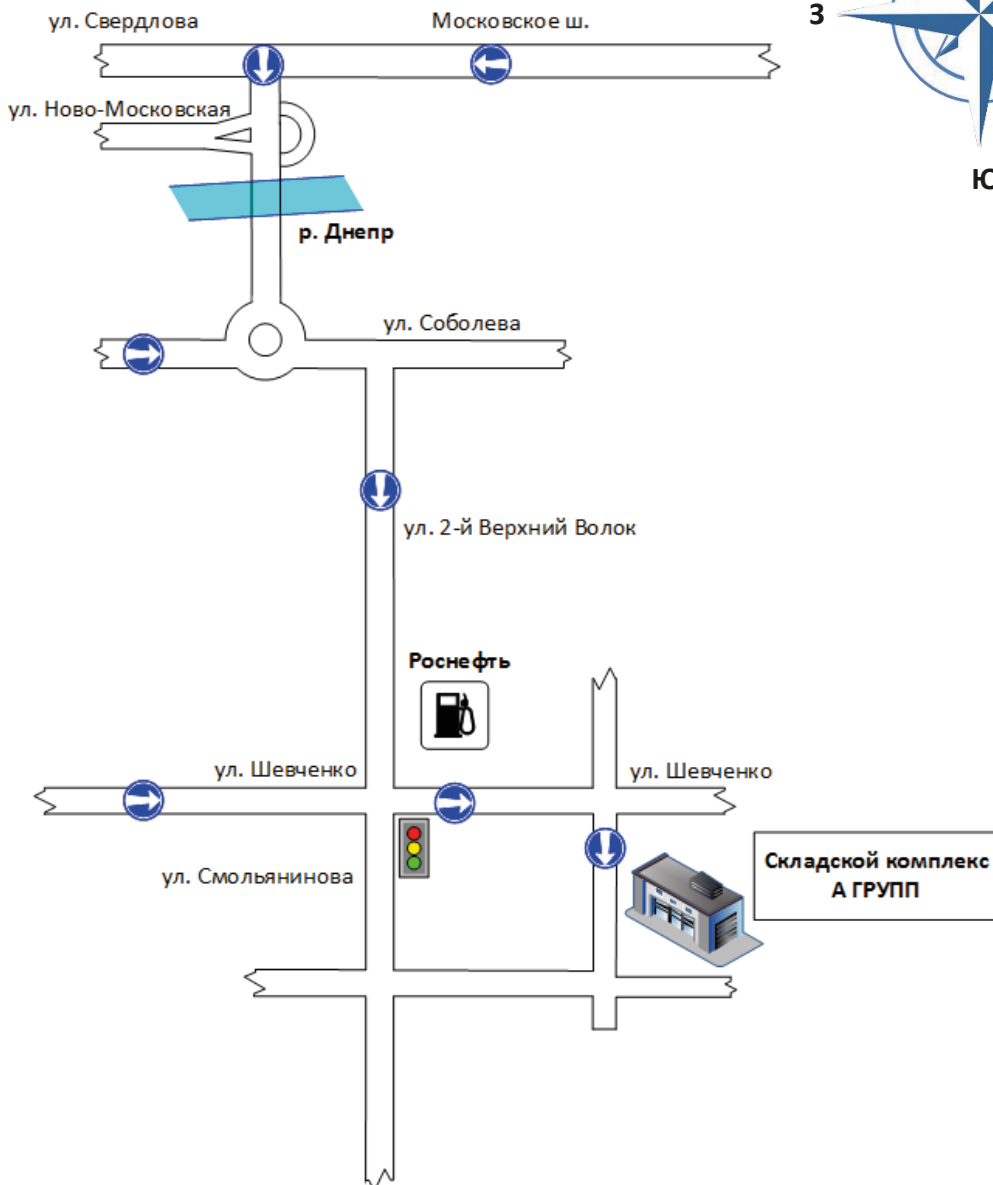 ул. Свердлова
Московское ш.
З
ул. Ново-Московская
Ю
р. Днепр
ул. Соболева
ул. 2-й Верхний Волок
Роснефть
ул. Шевченко
ул. Шевченко
ул. Смольянинова
Складской комплекс
А ГРУПП